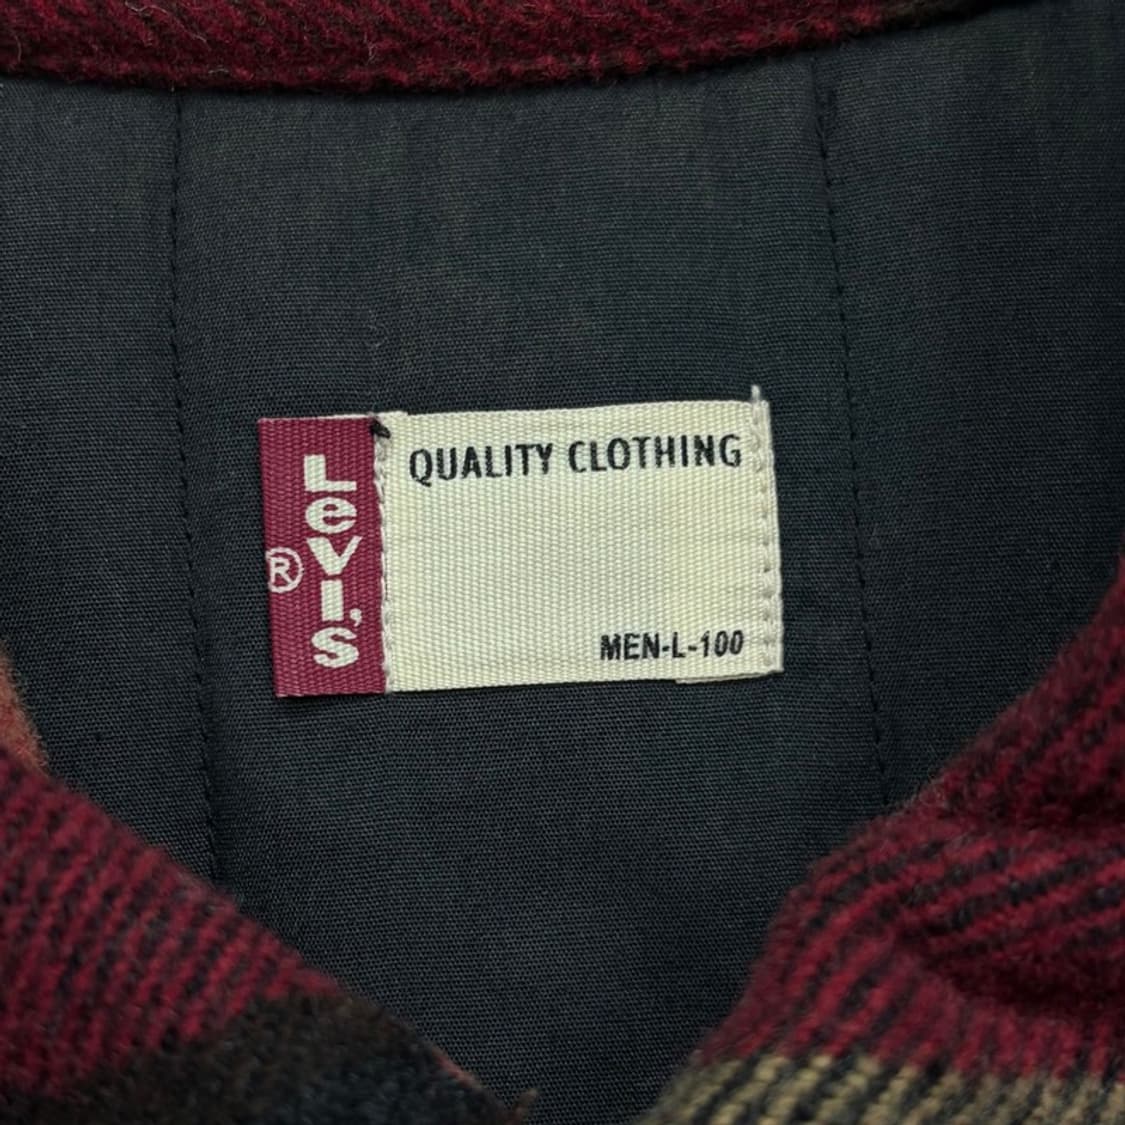 LeVI'S
®
QUALITY CLOTHING
MEN-L-100